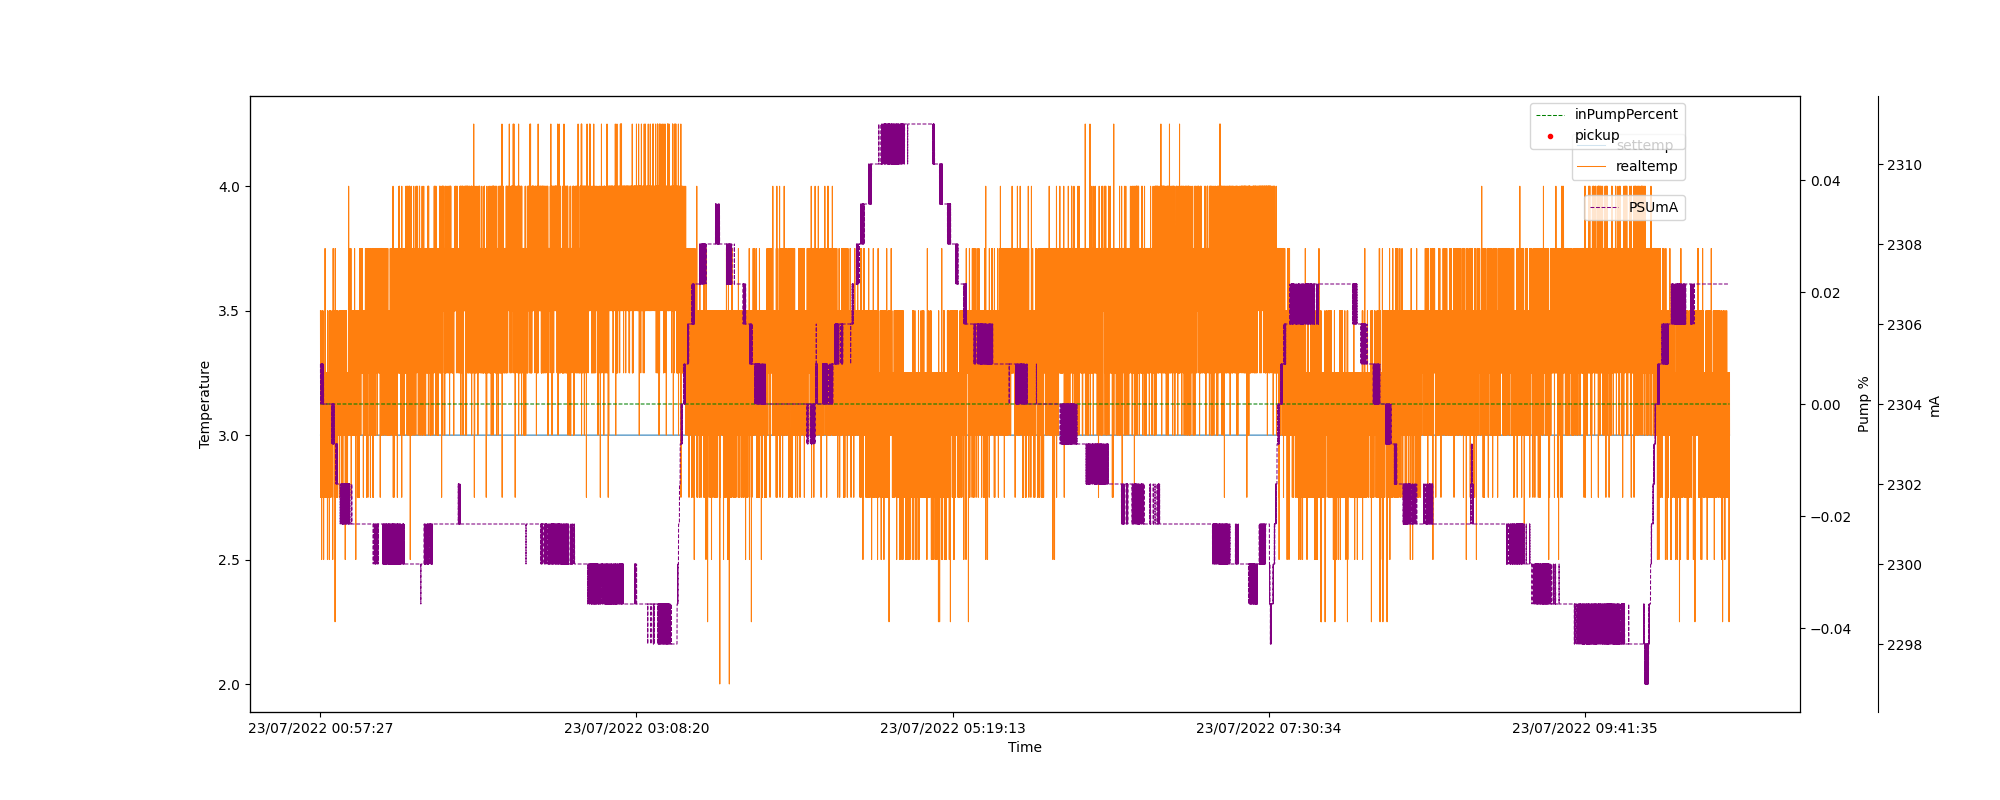 inPumpPercent
pickup
settemp
realtemp
PSUmA
4.0
3.5
3.0
2.5
2.0
Temperature
0.04
0.02
0.00
−0.02
−0.04
Pump %
2310
2308
2306
2304
2302
2300
2298
mA
23/07/2022 00:57:27
23/07/2022 03:08:20
23/07/2022 05:19:13
23/07/2022 07:30:34
23/07/2022 09:41:35
Time